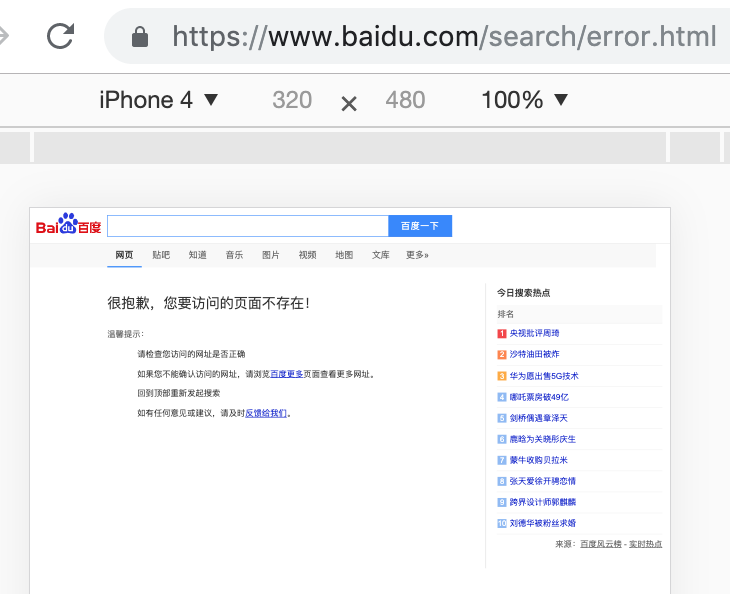 https://www.baidu.com/search/error.html
iPhone 4 ▼ 320 × 480 100% ▼
Bai du 百度 百度一下
网页 贴吧 知道 音乐 图片 视频 地图 文库 更多»
很抱歉，您要访问的页面不存在！
温馨提示：
请检查您访问的网址是否正确
如果您不能确认访问的网址，请浏览百度更多页面查看更多网址。
回到顶部重新发起搜索
如有任何意见或建议，请及时反馈给我们。
今日搜索热点
排名
1 央视批评周琦
2 沙特油田被炸
3 华为愿出售5G技术
4 哪吒票房破49亿
5 剑桥偶遇章泽天
6 鹿晗为关晓彤庆生
7 蒙牛收购贝拉米
8 张天爱徐开骋恋情
9 跨界设计师郭麒麟
10 刘德华被粉丝求婚
来源：百度风云榜 - 实时热点